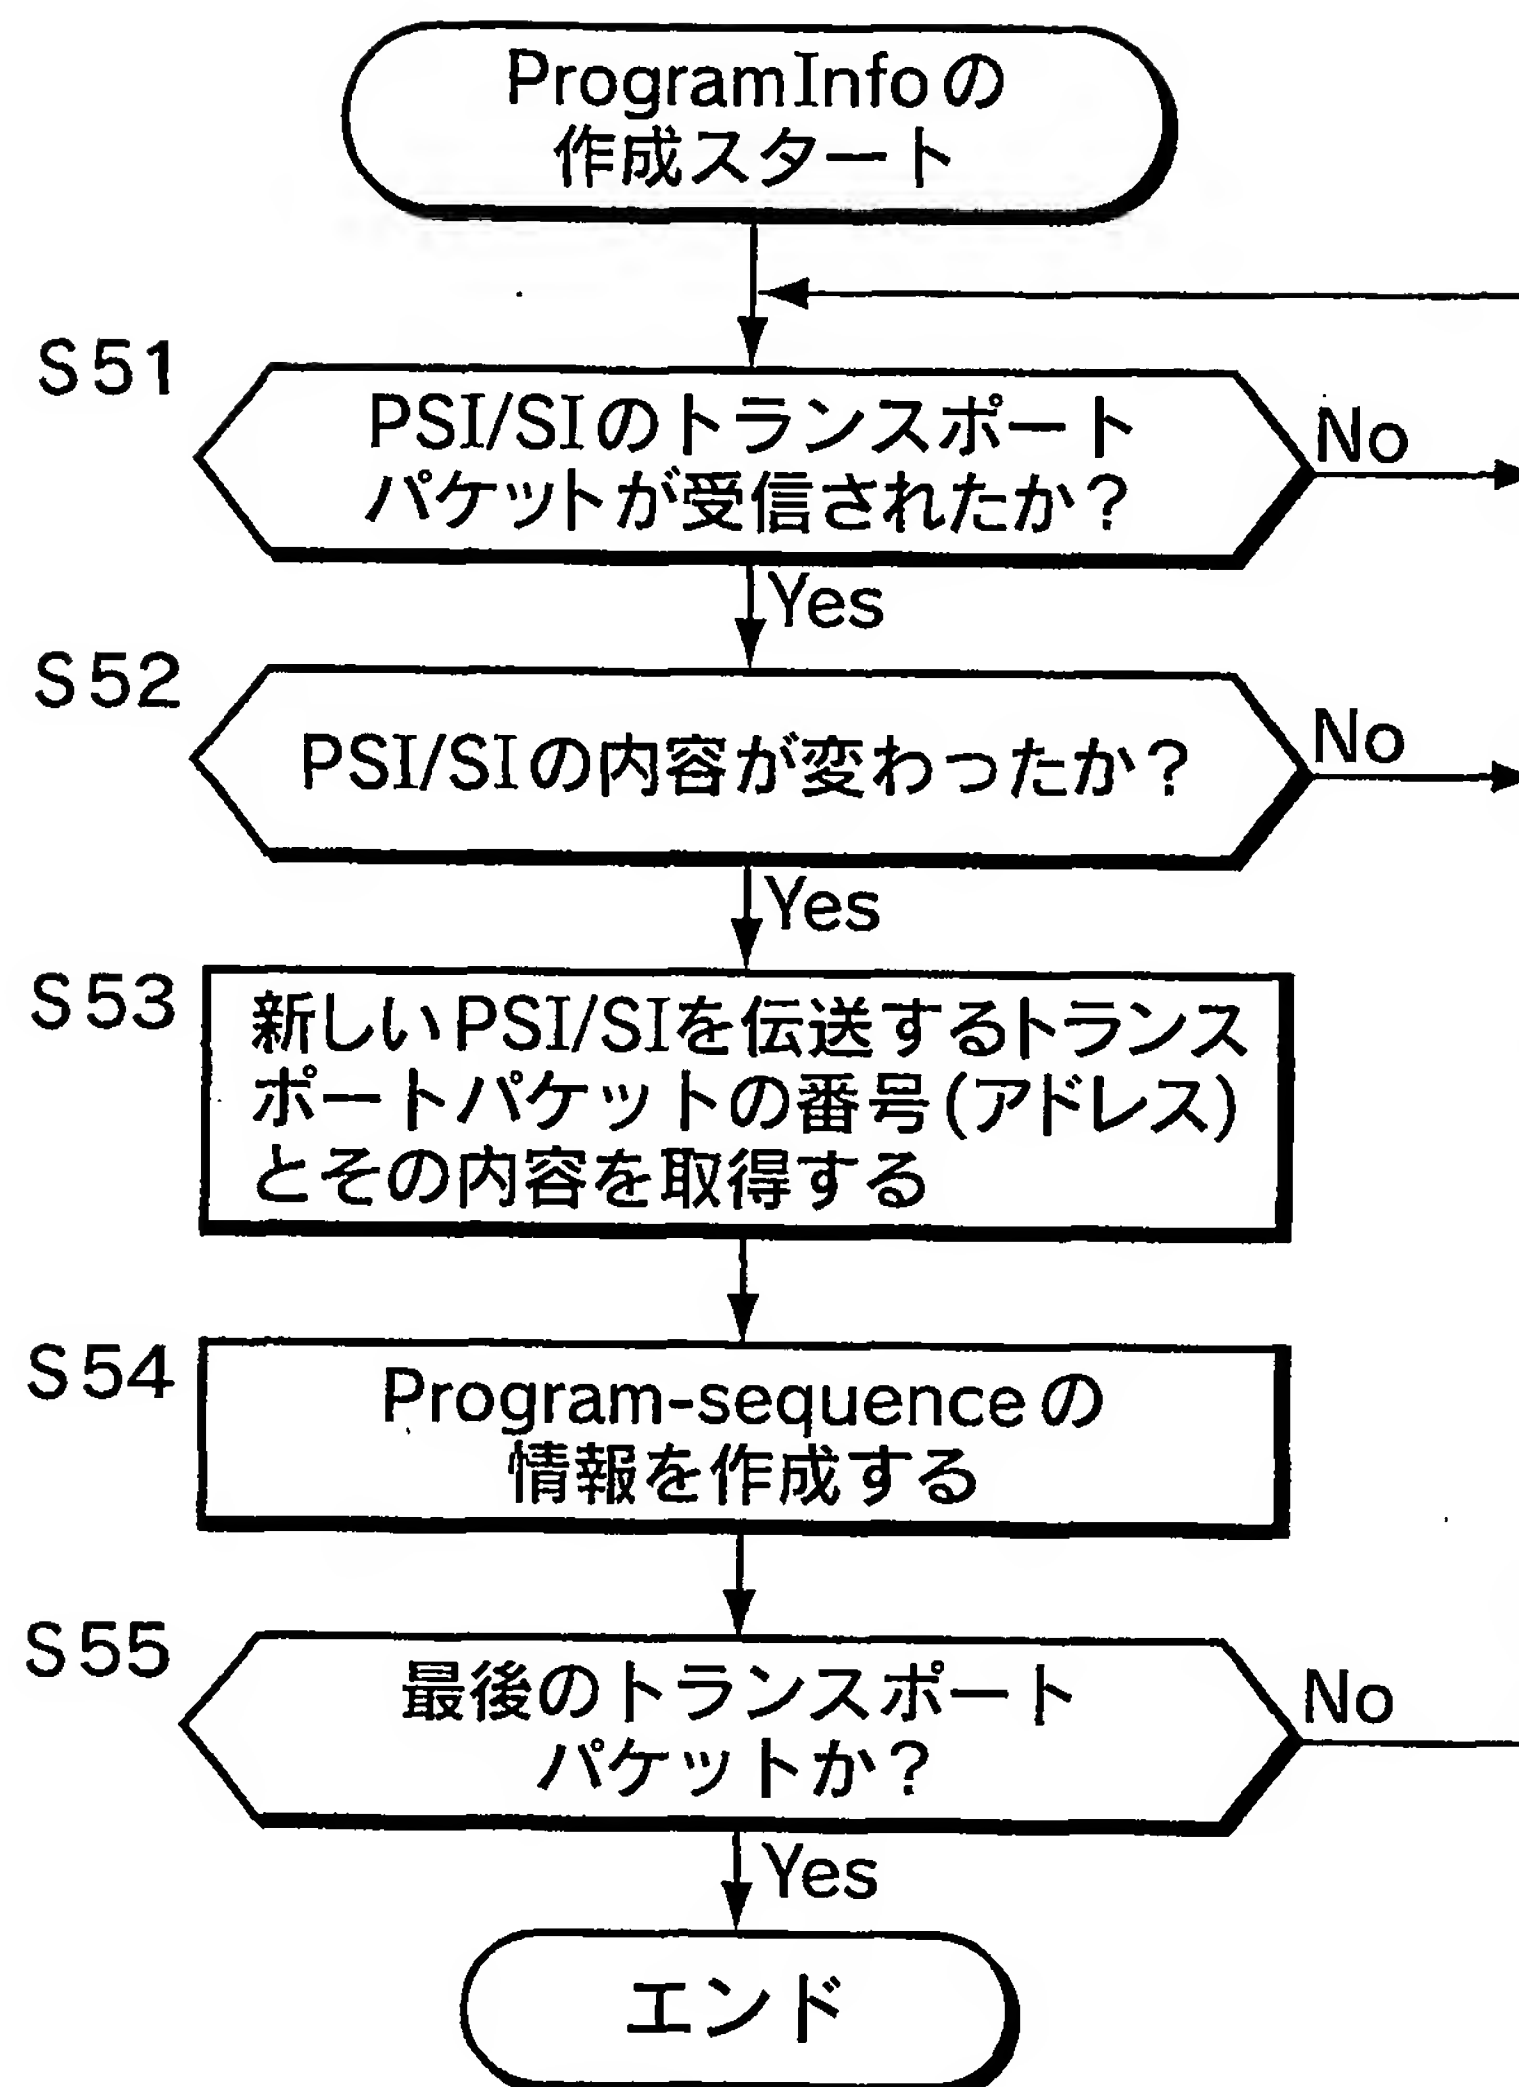 ProgramInfoの
作成スタート
S51
PSI/SIのトランスポート
パケットが受信されたか?
No
Yes
S52
PSI/SIの内容が変わったか?
No
Yes
S53
新しいPSI/SIを伝送するトランス
ポートパケットの番号(アドレス)
とその内容を取得する
S54
Program-sequenceの
情報を作成する
S55
最後のトランスポート
パケットか?
No
Yes
エンド